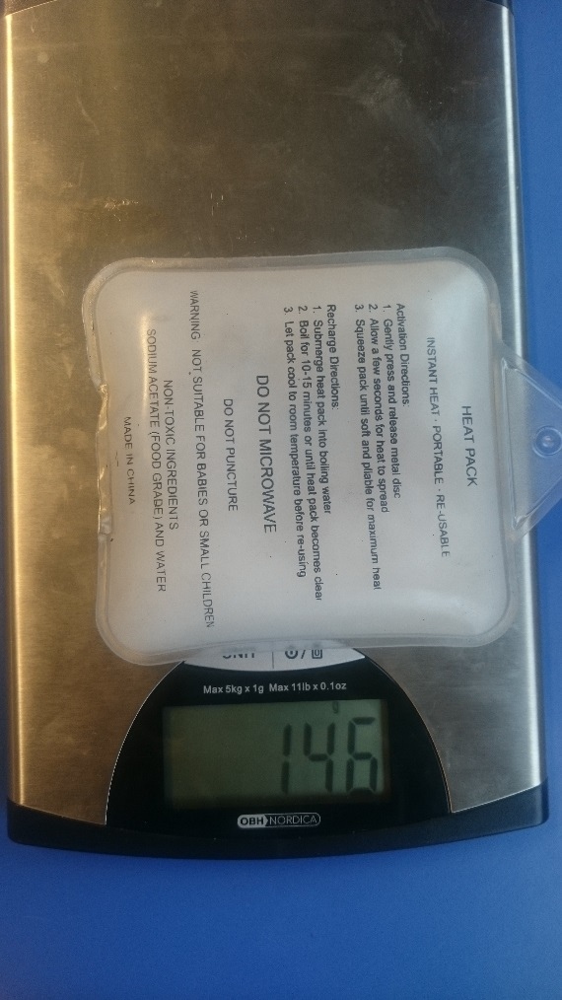 HEAT PACK
INSTANT HEAT · PORTABLE · RE-USABLE
Activation Directions:
1. Gently press and release metal disc
2. Allow a few seconds for heat to spread
3. Squeeze pack until soft and pliable for maximum heat
Recharge Directions:
1. Submerge heat pack into boiling water
2. Boil for 10-15 minutes or until heat pack becomes clear
3. Let pack cool to room temperature before re-using
DO NOT MICROWAVE
DO NOT PUNCTURE
WARNING : NOT SUITABLE FOR BABIES OR SMALL CHILDREN
NON-TOXIC INGREDIENTS
SODIUM ACETATE (FOOD GRADE) AND WATER
MADE IN CHINA
UNIT
Max 5kg x 1g Max 11lb x 0.1oz
146
OBH NORDICA